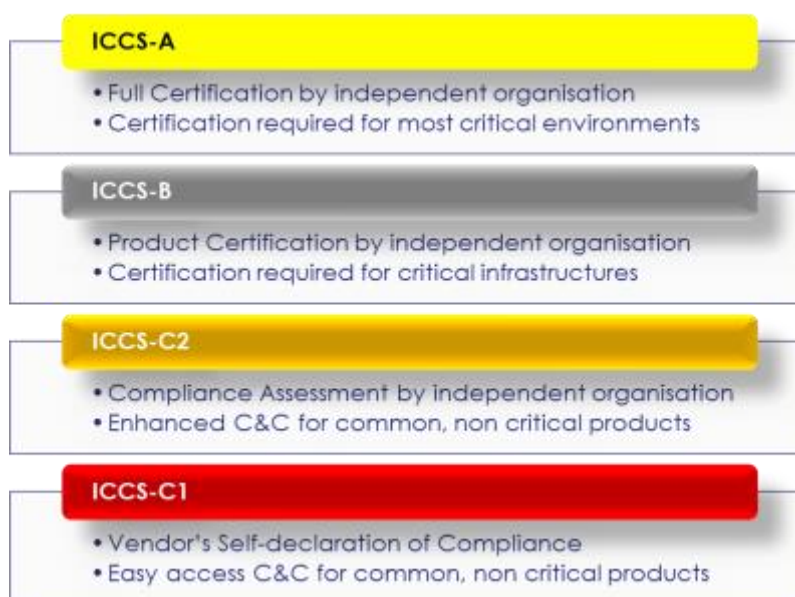 ICCS-A
• Full Certification by independent organisation
• Certification required for most critical environments
ICCS-B
• Product Certification by independent organisation
• Certification required for critical infrastructures
ICCS-C2
• Compliance Assessment by independent organisation
• Enhanced C&C for common, non critical products
ICCS-C1
• Vendor's Self-declaration of Compliance
• Easy access C&C for common, non critical products